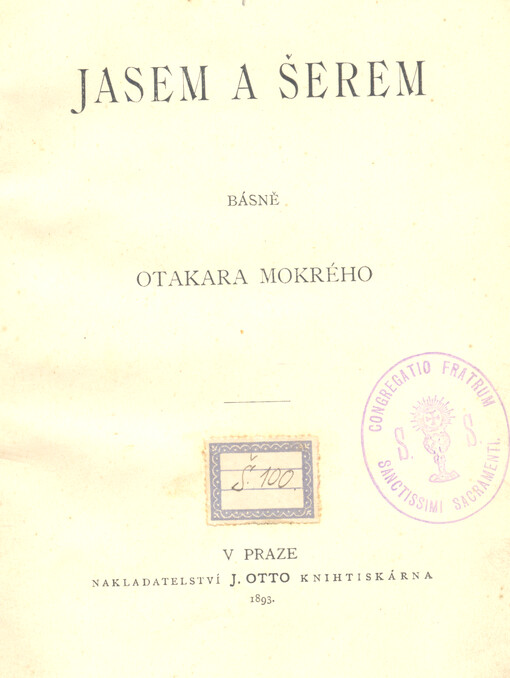 JASEM A ŠEREM
BÁSNĚ
OTAKARA MOKRÉHO
CONGREGATIO FRATRUM
S. S.
SANCTISSIMI SACRAMENTI.
Š. 100.
V PRAZE
NAKLADATELSTVÍ J. OTTO KNIHTISKÁRNA
1893.